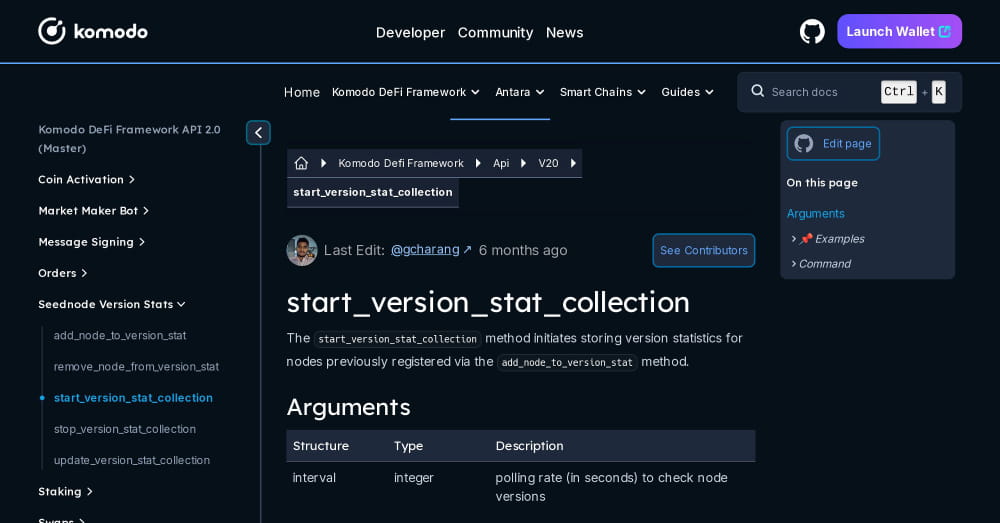 komodo
Developer Community News
Launch Wallet
Home Komodo DeFi Framework Antara Smart Chains Guides
Search docs Ctrl + K
Komodo DeFi Framework API 2.0
(Master)
Coin Activation
Market Maker Bot
Message Signing
Orders
Seednode Version Stats
add_node_to_version_stat
remove_node_from_version_stat
start_version_stat_collection
stop_version_stat_collection
update_version_stat_collection
Staking
Swaps
Komodo Defi Framework Api V20
start_version_stat_collection
Last Edit: @gcharang ↗ 6 months ago
See Contributors
start_version_stat_collection
The start_version_stat_collection method initiates storing version statistics for
nodes previously registered via the add_node_to_version_stat method.
Arguments
Structure Type Description
interval integer polling rate (in seconds) to check node
versions
Edit page
On this page
Arguments
📌 Examples
Command